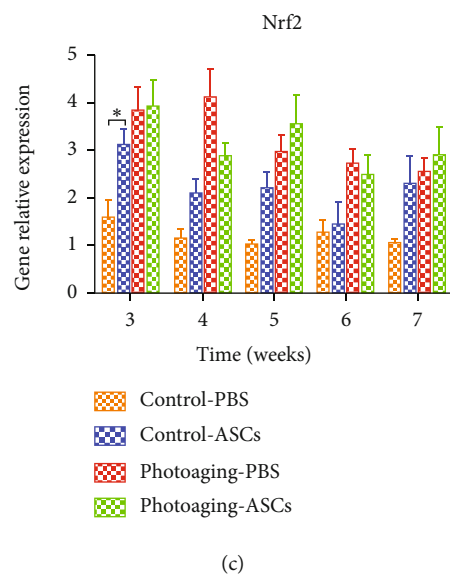 Nrf2
Gene relative expression
5
4
3
2
1
0
*
3 4 5 6 7
Time (weeks)
Control-PBS
Control-ASCs
Photoaging-PBS
Photoaging-ASCs
(c)